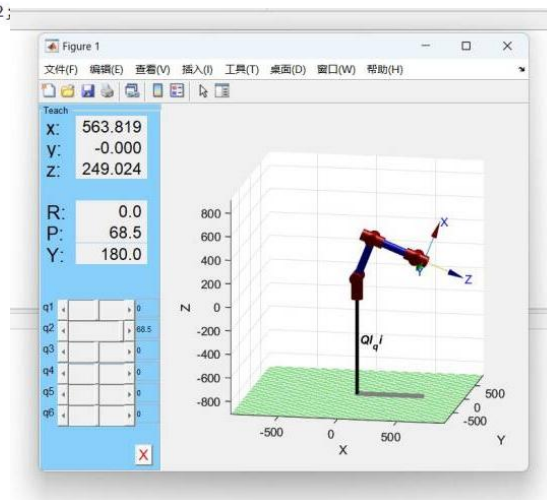 2;
Figure 1
文件(F) 编辑(E) 查看(V) 插入(I) 工具(T) 桌面(D) 窗口(W) 帮助(H)
Teach
x: 563.819
y: -0.000
z: 249.024
R: 0.0
P: 68.5
Y: 180.0
q1 0
q2 68.5
q3 0
q4 0
q5 0
q6 0
X
800
600
400
200
0
-200
-400
-600
-800
Z
X
Y
Z
Ql_qi
-500 0 500
X
500
0
-500
Y